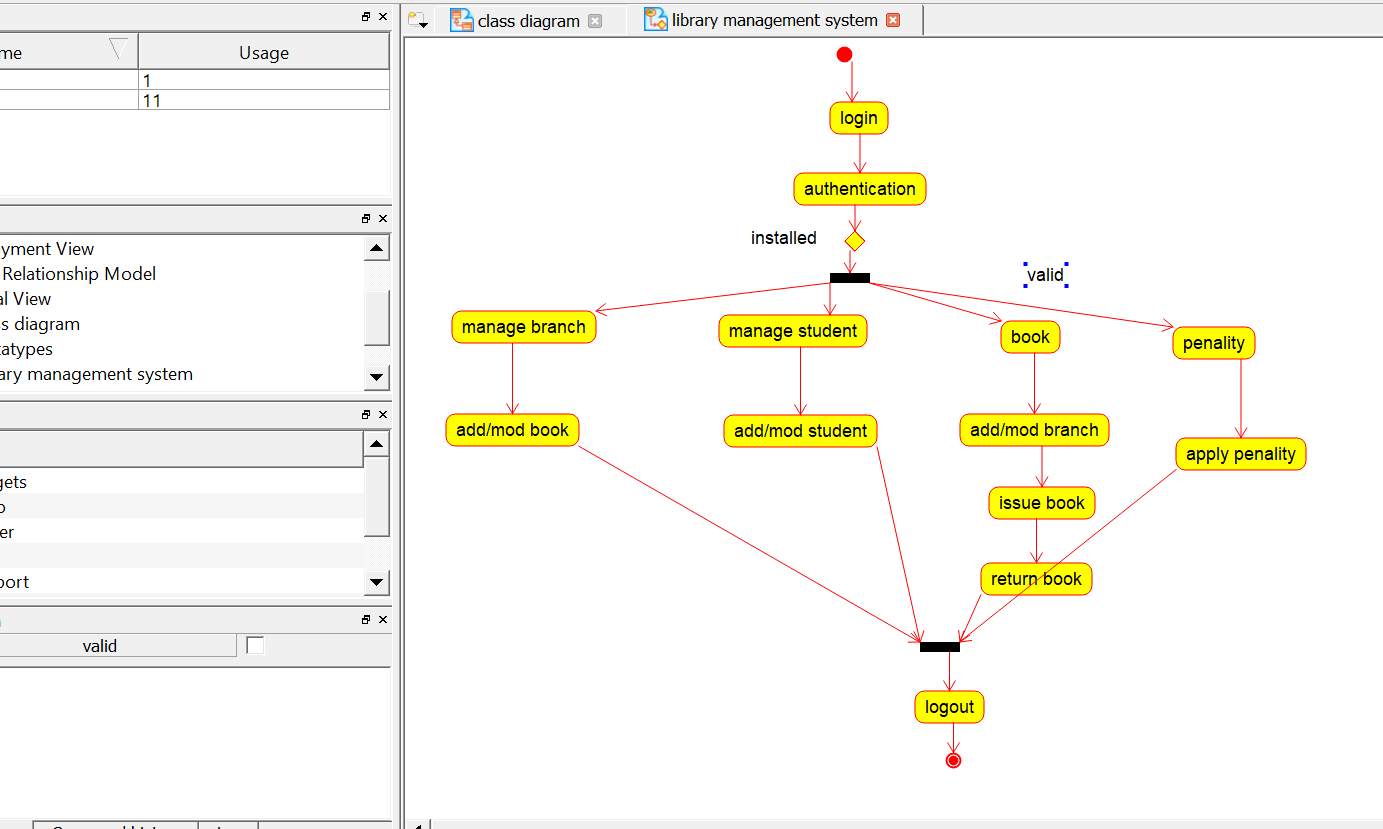 class diagram
library management system
me
Usage
1
11
yment View
Relationship Model
al View
ss diagram
atypes
ary management system
gets
o
er
port
valid
login
authentication
installed
valid
manage branch
manage student
book
penality
add/mod book
add/mod student
add/mod branch
apply penality
issue book
return book
logout